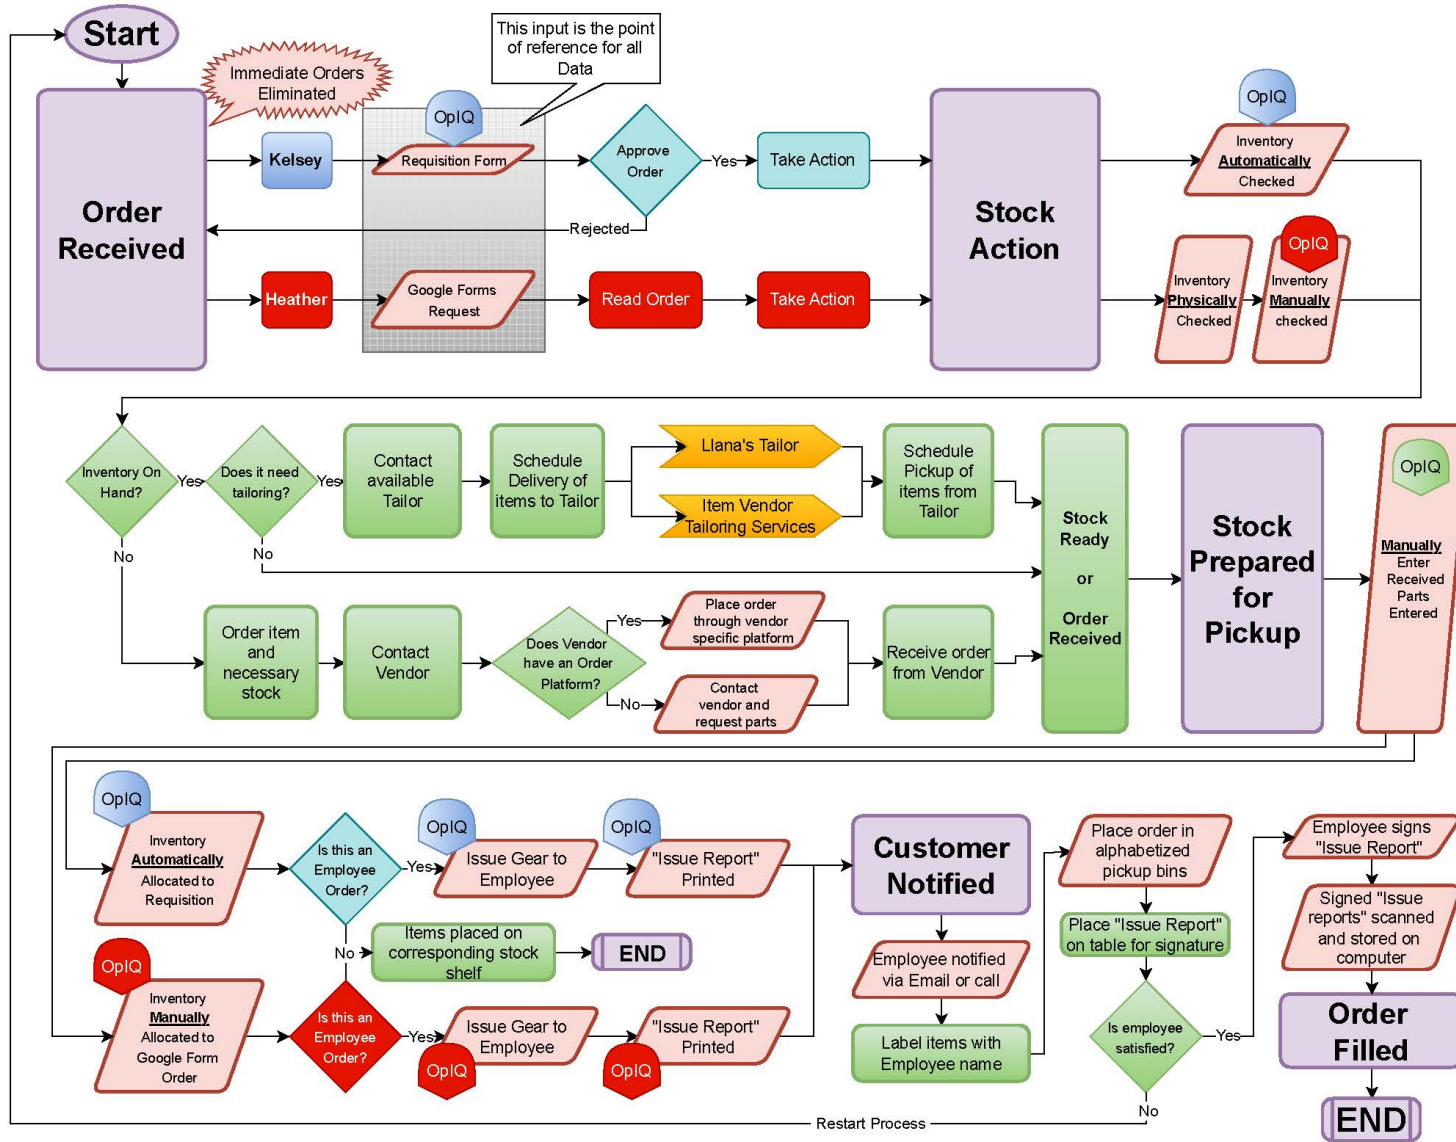 Start
This input is the point
of reference for all
Data
Immediate Orders
Eliminated
OpIQ
OpIQ
Order
Received
Kelsey
Requisition Form
Approve
Order
Yes
Take Action
Rejected
Heather
Google Forms
Request
Read Order
Take Action
Stock
Action
Inventory
Automatically
Checked
OpIQ
Inventory
Physically
Checked
Inventory
Manually
checked
Inventory On
Hand?
Yes
Does it need
tailoring?
Yes
Contact
available
Tailor
Schedule
Delivery of
items to Tailor
Llana's Tailor
Item Vendor
Tailoring Services
Schedule
Pickup of
items from
Tailor
No
No
Order item
and
necessary
stock
Contact
Vendor
Does Vendor
have an Order
Platform?
Yes
Place order
through vendor
specific platform
No
Contact
vendor and
request parts
Receive order
from Vendor
Stock
Ready
or
Order
Received
Stock
Prepared
for
Pickup
OpIQ
Manually
Enter
Received
Parts
Entered
OpIQ
Inventory
Automatically
Allocated to
Requisition
Is this an
Employee
Order?
Yes
OpIQ
Issue Gear to
Employee
OpIQ
"Issue Report"
Printed
No
Items placed on
corresponding stock
shelf
END
OpIQ
Inventory
Manually
Allocated to
Google Form
Order
Is this an
Employee
Order?
Yes
Issue Gear to
Employee
OpIQ
"Issue Report"
Printed
OpIQ
Customer
Notified
Employee notified
via Email or call
Label items with
Employee name
Place order in
alphabetized
pickup bins
Place "Issue Report"
on table for signature
Is employee
satisfied?
Yes
Employee signs
"Issue Report"
Signed "Issue
reports" scanned
and stored on
computer
Order
Filled
END
No
Restart Process